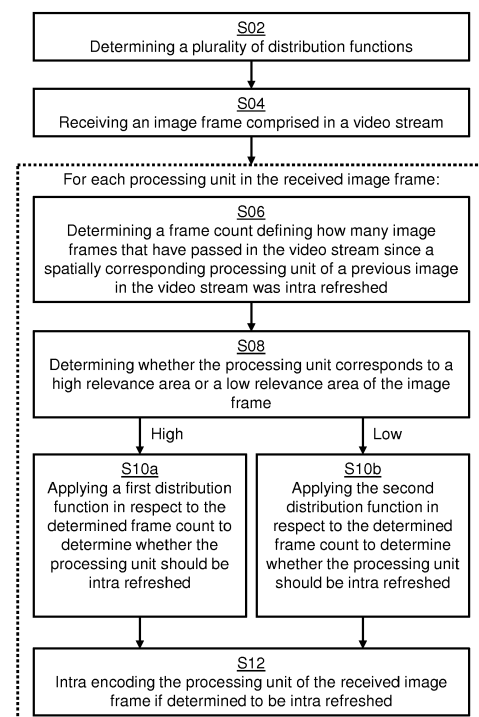 S02
Determining a plurality of distribution functions
S04
Receiving an image frame comprised in a video stream
For each processing unit in the received image frame:
S06
Determining a frame count defining how many image
frames that have passed in the video stream since a
spatially corresponding processing unit of a previous image
in the video stream was intra refreshed
S08
Determining whether the processing unit corresponds to a
high relevance area or a low relevance area of the image
frame
High
Low
S10a
Applying a first distribution
function in respect to the
determined frame count to
determine whether the
processing unit should be
intra refreshed
S10b
Applying the second
distribution function in
respect to the determined
frame count to determine
whether the processing unit
should be intra refreshed
S12
Intra encoding the processing unit of the received image
frame if determined to be intra refreshed